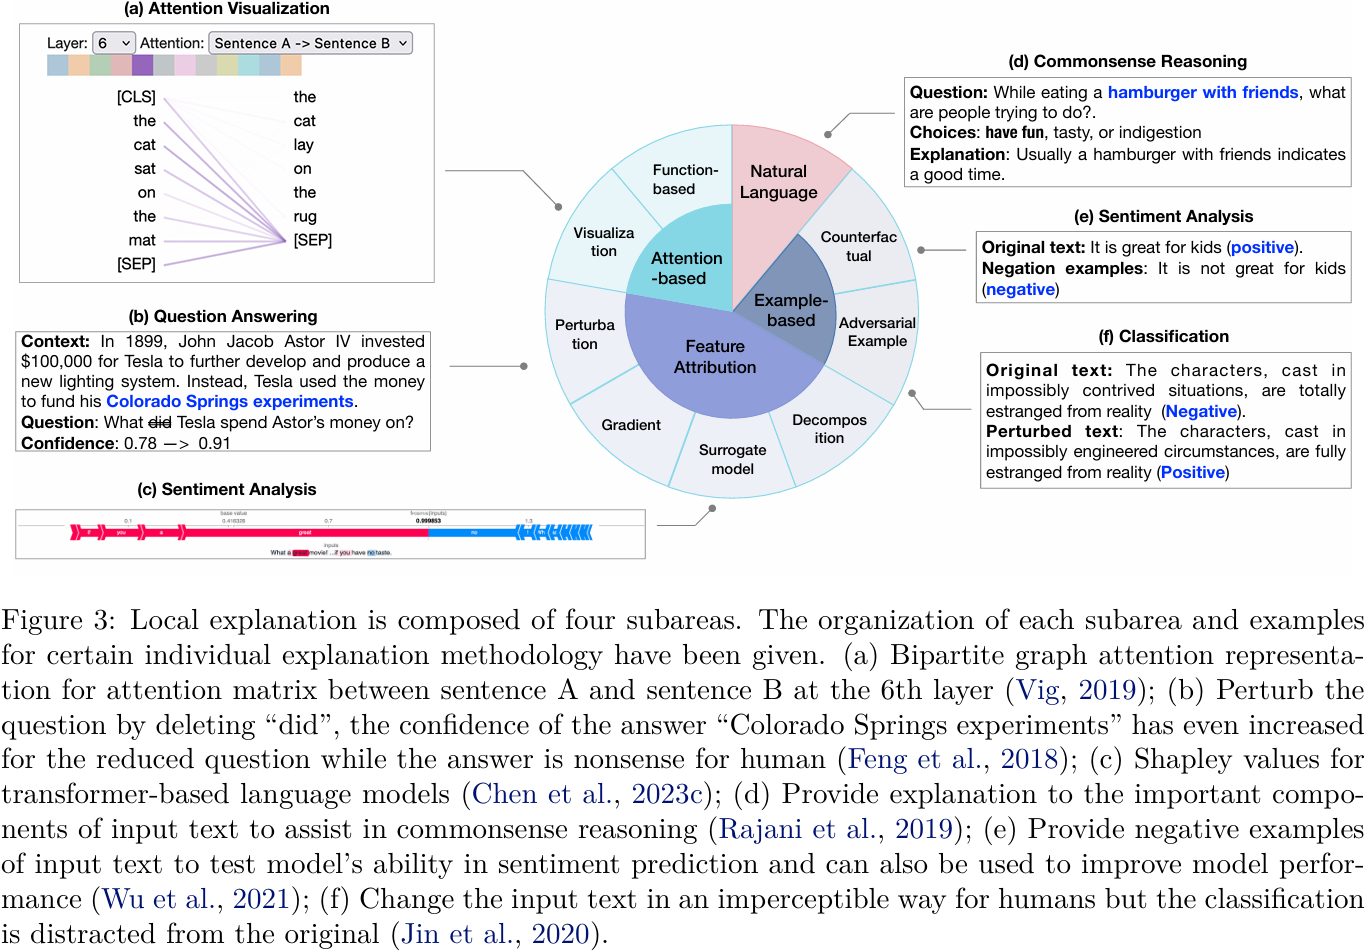 (a) Attention Visualization
Layer: 6 Attention: Sentence A -> Sentence B
[CLS] the
the cat
cat lay
sat on
on the
the rug
mat [SEP]
[SEP]
(b) Question Answering
Context: In 1899, John Jacob Astor IV invested
$100,000 for Tesla to further develop and produce a
new lighting system. Instead, Tesla used the money
to fund his Colorado Springs experiments.
Question: What did Tesla spend Astor's money on?
Confidence: 0.78 —> 0.91
(c) Sentiment Analysis
base value
0.1 0.416326 0.7 0.999853 1.3
if you a great no
inputs
What a great movie! ...if you have no taste.
Function-
based
Natural
Language
Visualiza
tion
Counterfac
tual
Attention
-based
Example-
based
Perturba
tion
Adversarial
Example
Feature
Attribution
Gradient
Decompos
ition
Surrogate
model
(d) Commonsense Reasoning
Question: While eating a hamburger with friends, what
are people trying to do?.
Choices: have fun, tasty, or indigestion
Explanation: Usually a hamburger with friends indicates
a good time.
(e) Sentiment Analysis
Original text: It is great for kids (positive).
Negation examples: It is not great for kids
(negative)
(f) Classification
Original text: The characters, cast in
impossibly contrived situations, are totally
estranged from reality (Negative).
Perturbed text: The characters, cast in
impossibly engineered circumstances, are fully
estranged from reality (Positive)
Figure 3: Local explanation is composed of four subareas. The organization of each subarea and examples
for certain individual explanation methodology have been given. (a) Bipartite graph attention representa-
tion for attention matrix between sentence A and sentence B at the 6th layer (Vig, 2019); (b) Perturb the
question by deleting “did”, the confidence of the answer “Colorado Springs experiments” has even increased
for the reduced question while the answer is nonsense for human (Feng et al., 2018); (c) Shapley values for
transformer-based language models (Chen et al., 2023c); (d) Provide explanation to the important compo-
nents of input text to assist in commonsense reasoning (Rajani et al., 2019); (e) Provide negative examples
of input text to test model's ability in sentiment prediction and can also be used to improve model perfor-
mance (Wu et al., 2021); (f) Change the input text in an imperceptible way for humans but the classification
is distracted from the original (Jin et al., 2020).